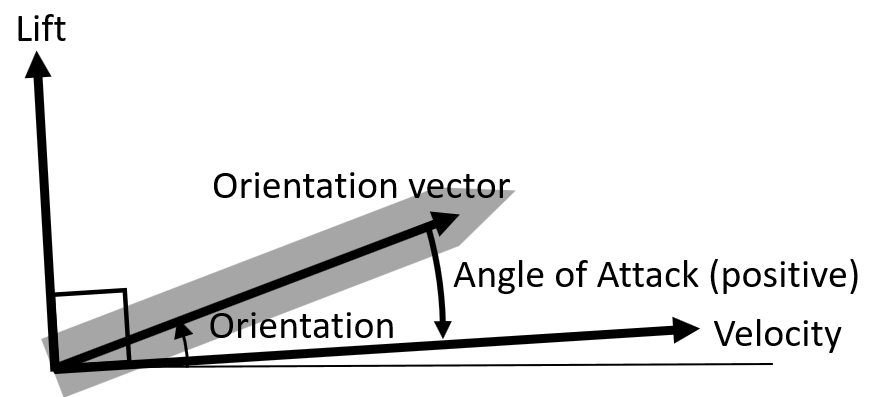 Lift
Orientation vector
Angle of Attack (positive)
Orientation
Velocity